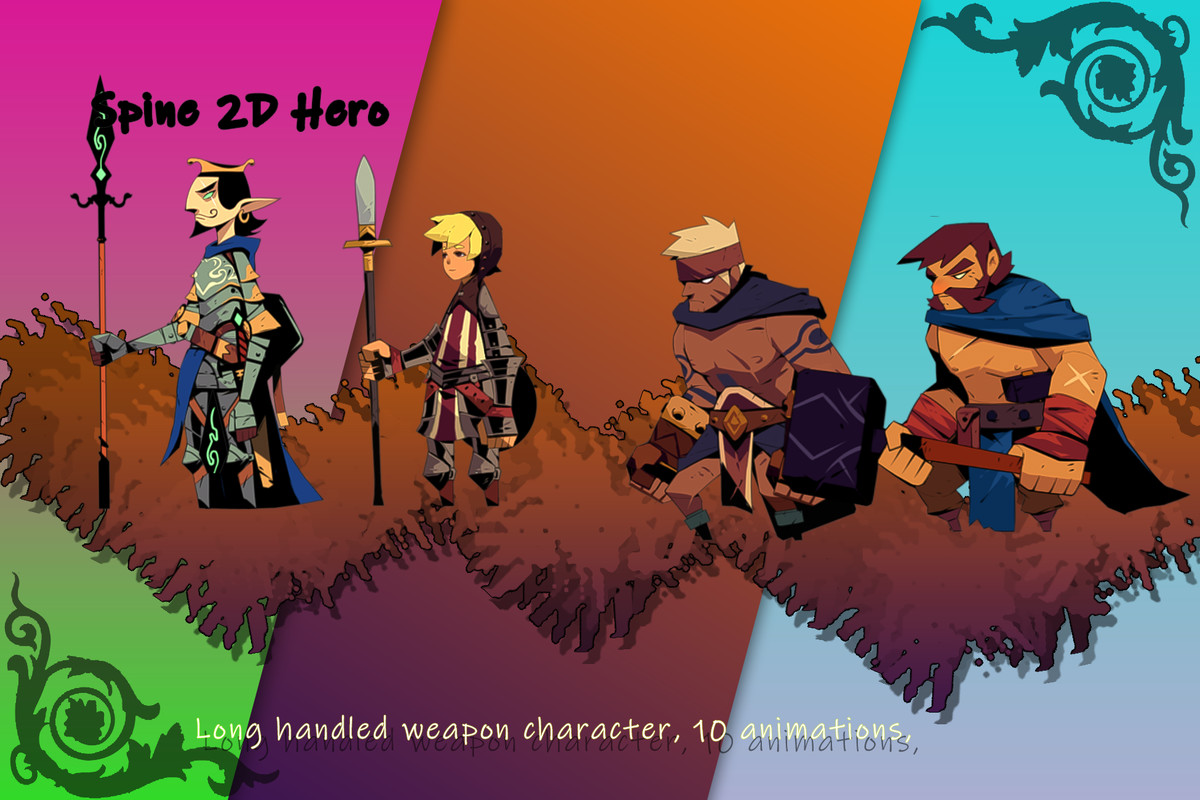 Spine 2D Hero
Long handled weapon character, 10 animations,